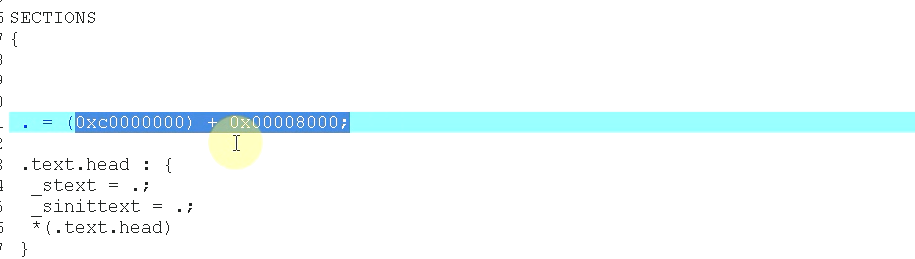 SECTIONS
{
. = (0xc0000000) + 0x00008000;
.text.head : {
_stext = .;
_sinittext = .;
*(.text.head)
}